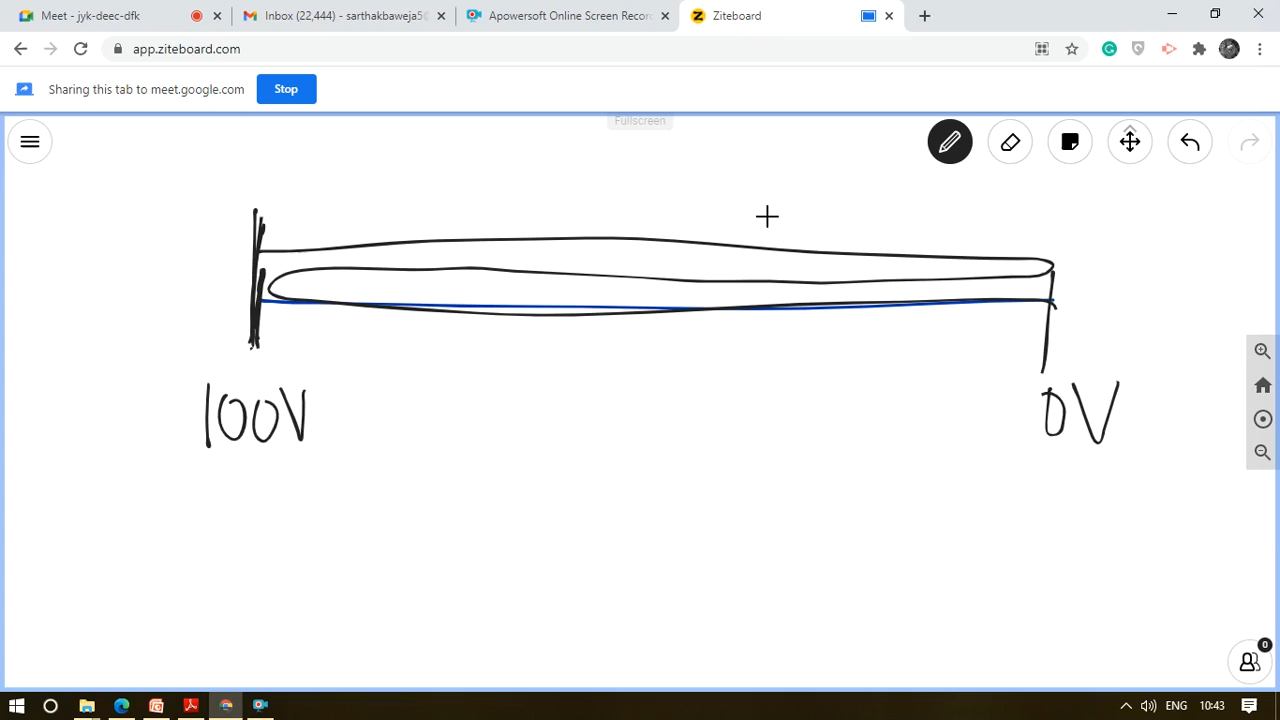 Meet - jyk-deec-dfk
Inbox (22,444) - sarthakbaweja5
Apowersoft Online Screen Recor
Ziteboard
app.ziteboard.com
Sharing this tab to meet.google.com
Stop
Fullscreen
100V
0V
0
ENG
10:43